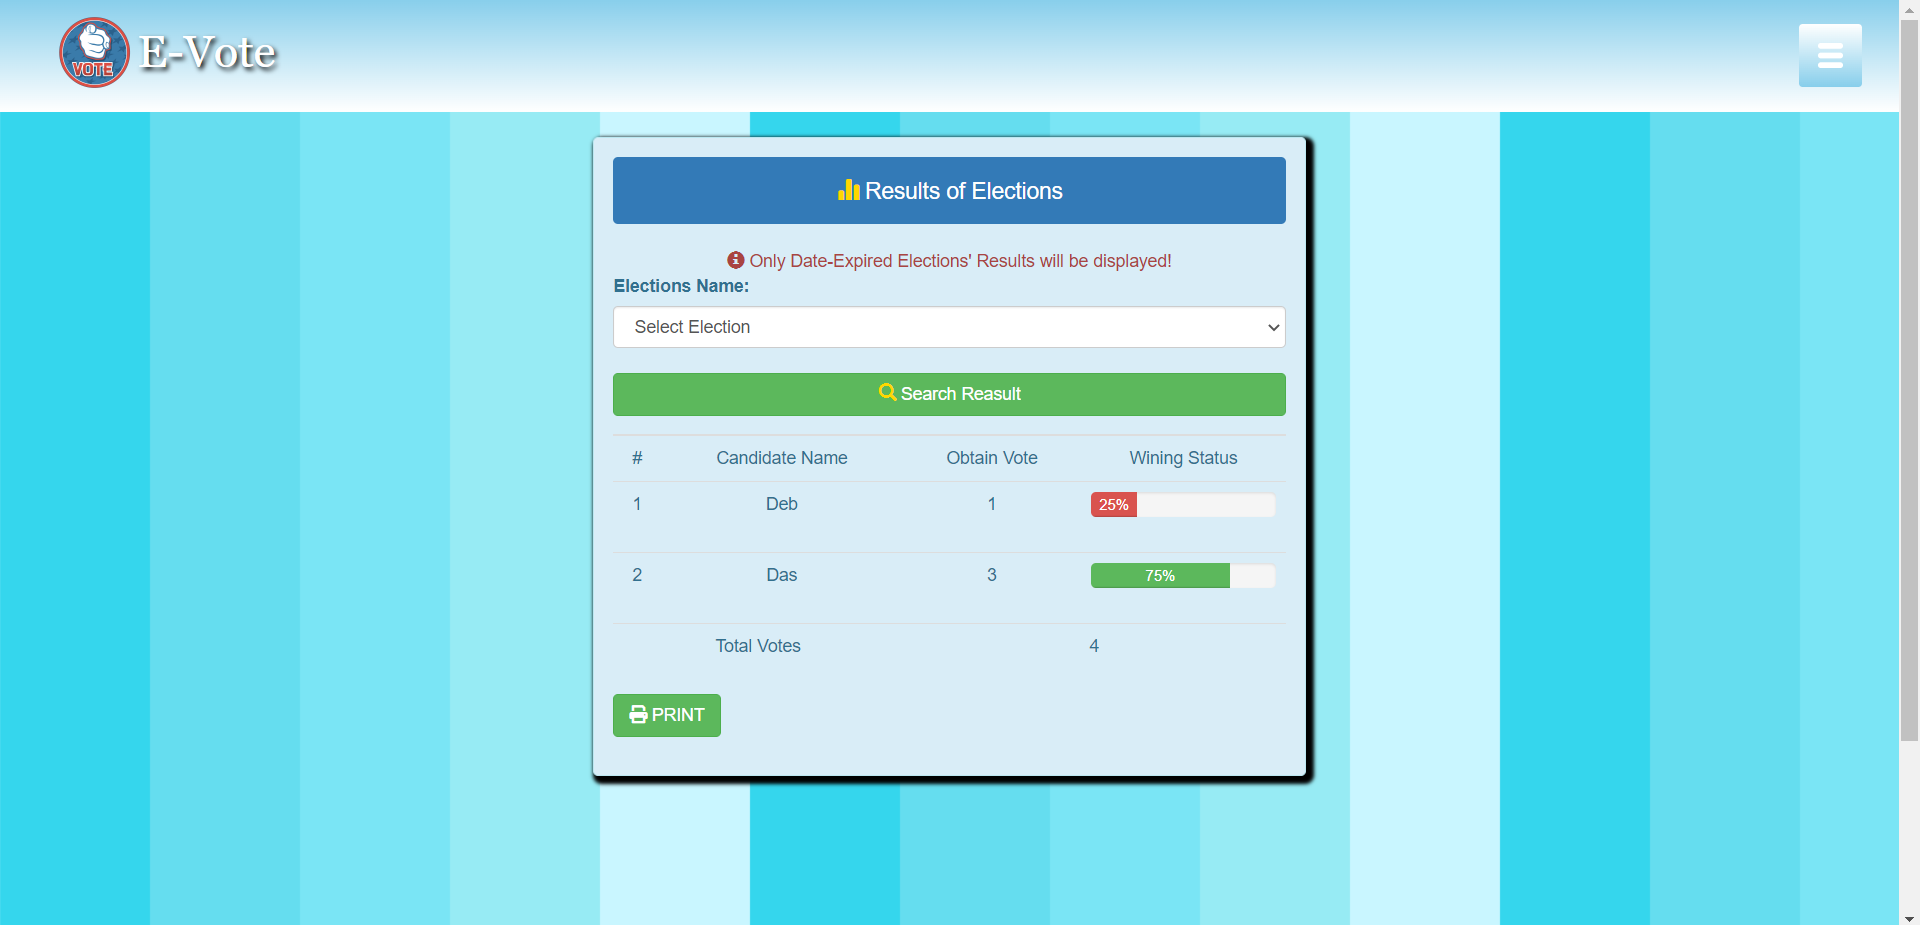 VOTE
E-Vote
Results of Elections
Only Date-Expired Elections' Results will be displayed!
Elections Name:
Select Election
Search Reasult
# Candidate Name Obtain Vote Wining Status
1 Deb 1 25%
2 Das 3 75%
Total Votes 4
PRINT